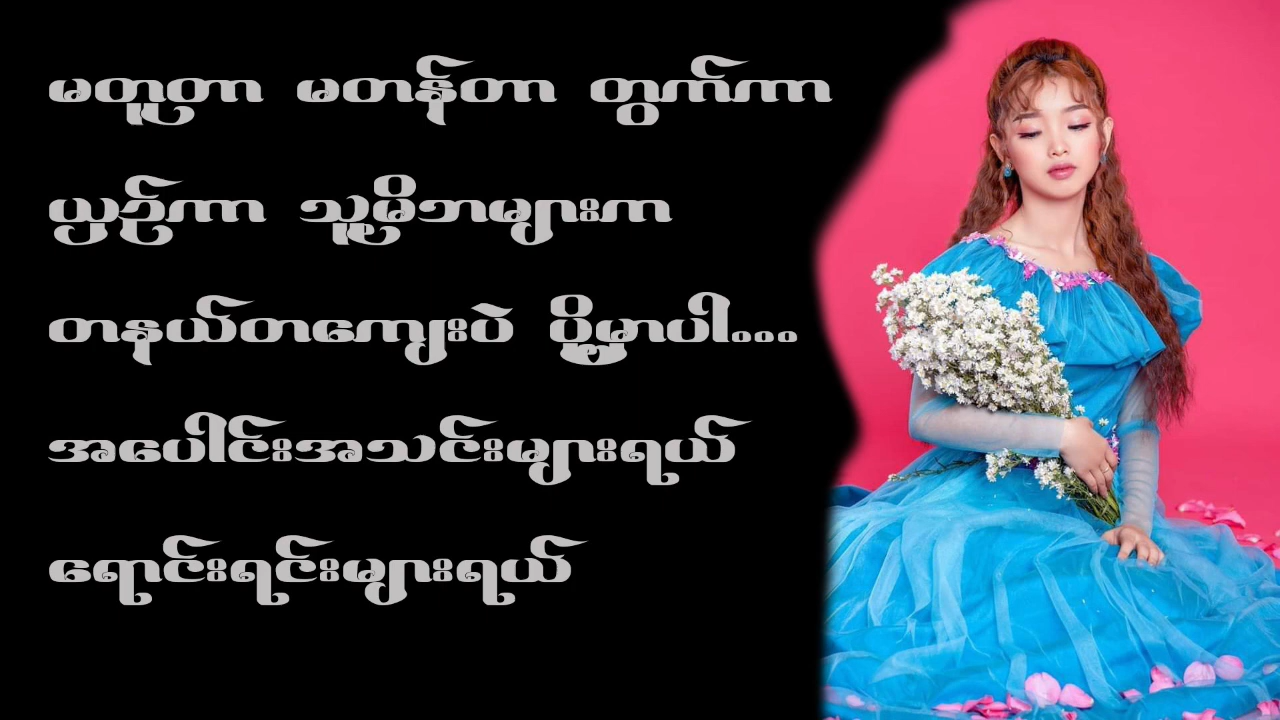 မတူတာ မတန်တာ တွက်ကာ
ယှဉ်ကာ သူ့မိဘများက
တနယ်တကျေးပဲ ပို့မှာပါ...
အပေါင်းအသင်းများရယ်
ရောင်းရင်းများရယ်